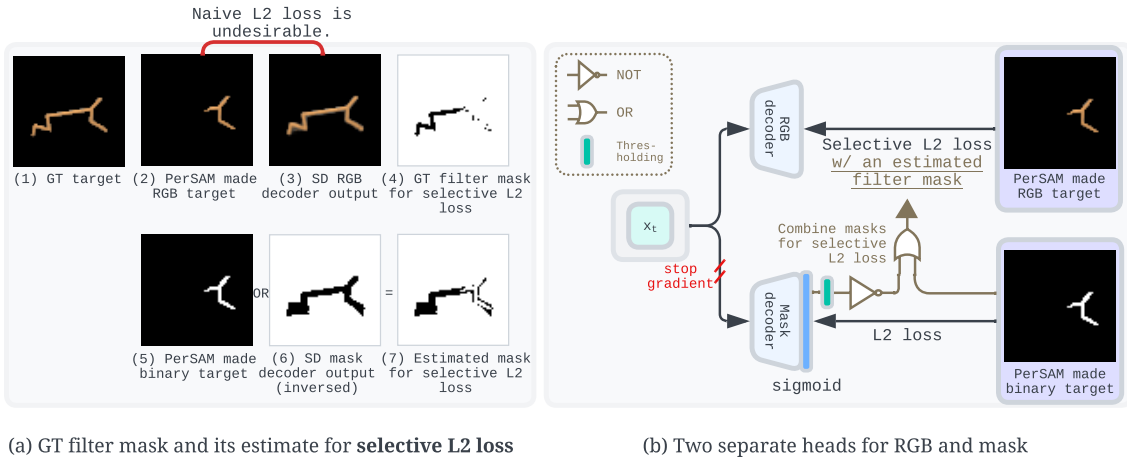 Naive L2 loss is
undesirable.
(1) GT target
(2) PerSAM made
RGB target
(3) SD RGB
decoder output
(4) GT filter mask
for selective L2
loss
OR
=
(5) PerSAM made
binary target
(6) SD mask
decoder output
(inversed)
(7) Estimated mask
for selective L2
loss
(a) GT filter mask and its estimate for selective L2 loss
NOT
OR
Thres-
holding
RGB
decoder
Selective L2 loss
w/ an estimated
filter mask
PerSAM made
RGB target
xₜ
Combine masks
for selective
L2 loss
stop
gradient
Mask
decoder
L2 loss
sigmoid
PerSAM made
binary target
(b) Two separate heads for RGB and mask